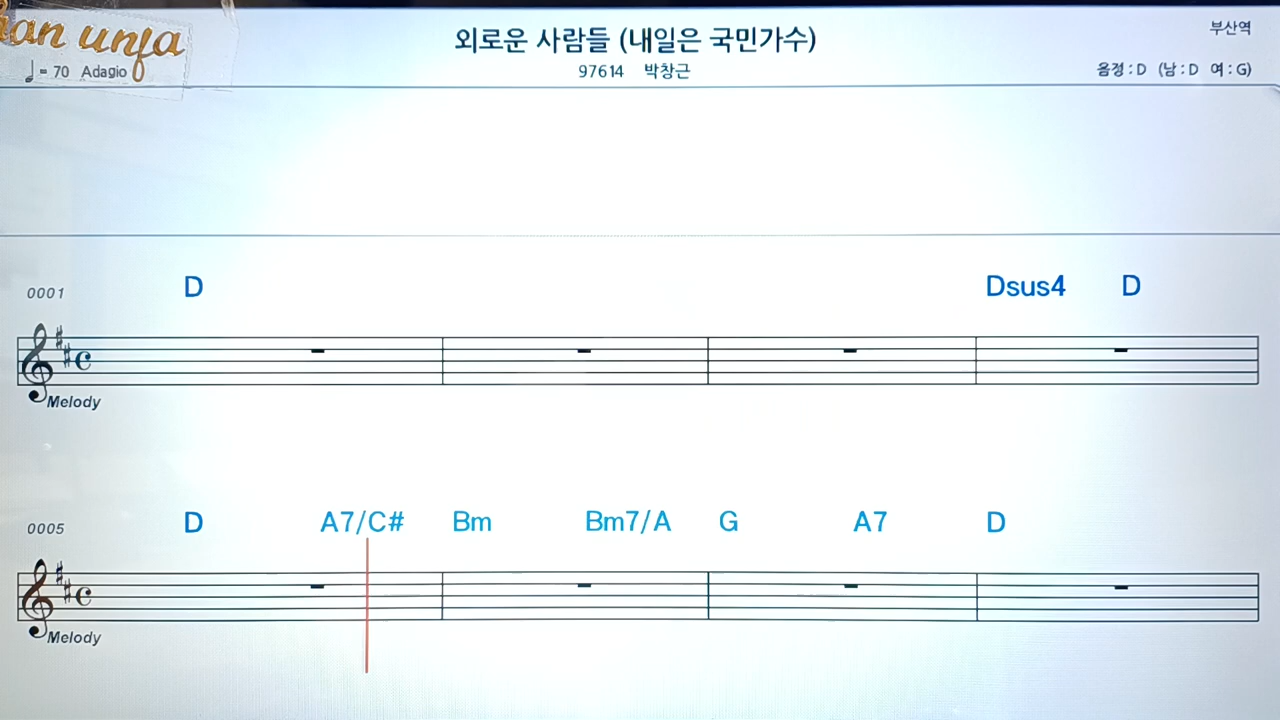 unja
외로운 사람들 (내일은 국민가수)
부산역
♩ = 70 Adagio
97614 박창근
음정 : D (남 : D 여 : G)
0001 D Dsus4 D
Melody
0005 D A7/C# Bm Bm7/A G A7 D
Melody